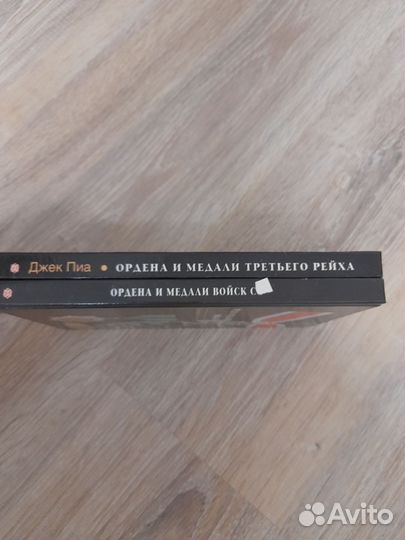 Джек Пиа • ОРДЕНА И МЕДАЛИ ТРЕТЬЕГО РЕЙХА
ОРДЕНА И МЕДАЛИ ВОЙСК С
Avito